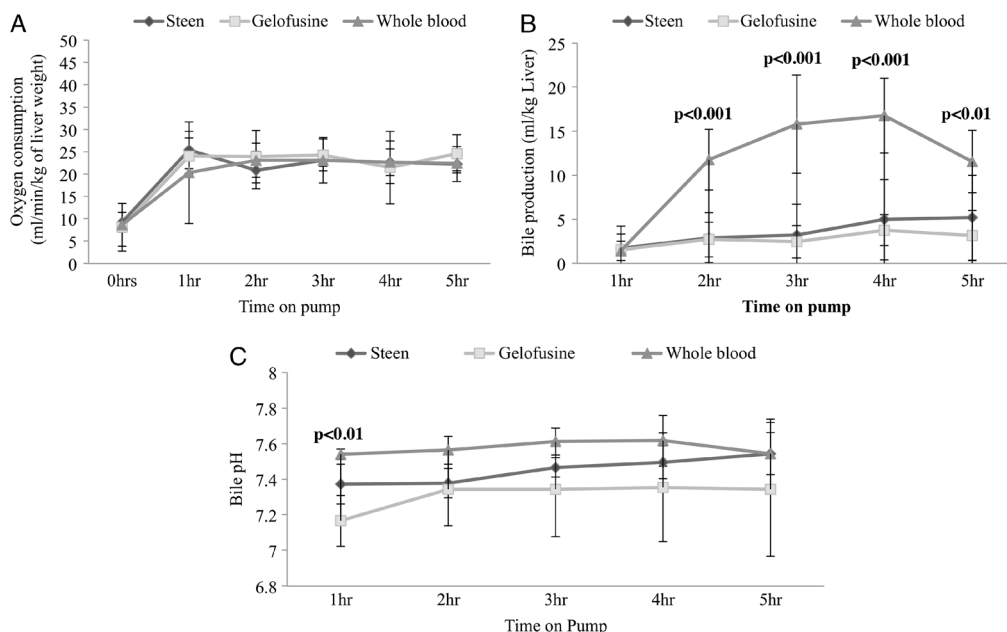 A
Steen Gelofusine Whole blood
Oxygen consumption
(ml/min/kg of liver weight)
50
45
40
35
30
25
20
15
10
5
0
0hrs 1hr 2hr 3hr 4hr 5hr
Time on pump
B
Steen Gelofusine Whole blood
Bile production (ml/kg Liver)
25
20
15
10
5
0
p<0.001
p<0.001
p<0.001
p<0.01
1hr 2hr 3hr 4hr 5hr
Time on pump
C
Steen Gelofusine Whole blood
Bile pH
8
7.8
7.6
7.4
7.2
7
6.8
p<0.01
1hr 2hr 3hr 4hr 5hr
Time on Pump